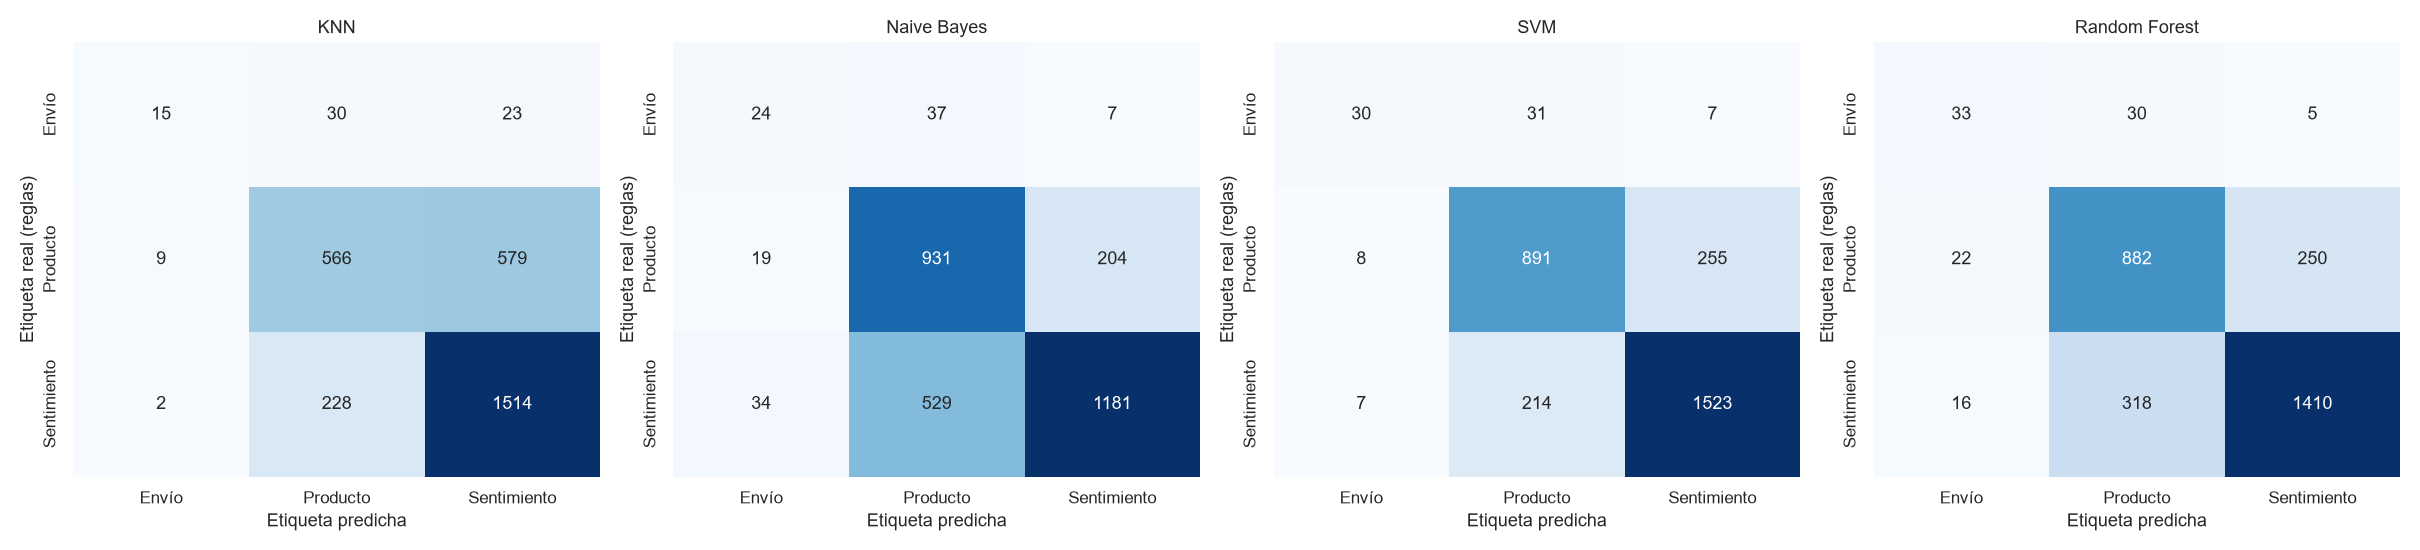 KNN
Etiqueta real (reglas)
Envío
15 30 23
Producto
9 566 579
Sentimiento
2 228 1514
Envío Producto Sentimiento
Etiqueta predicha
Naive Bayes
Etiqueta real (reglas)
Envío
24 37 7
Producto
19 931 204
Sentimiento
34 529 1181
Envío Producto Sentimiento
Etiqueta predicha
SVM
Etiqueta real (reglas)
Envío
30 31 7
Producto
8 891 255
Sentimiento
7 214 1523
Envío Producto Sentimiento
Etiqueta predicha
Random Forest
Etiqueta real (reglas)
Envío
33 30 5
Producto
22 882 250
Sentimiento
16 318 1410
Envío Producto Sentimiento
Etiqueta predicha